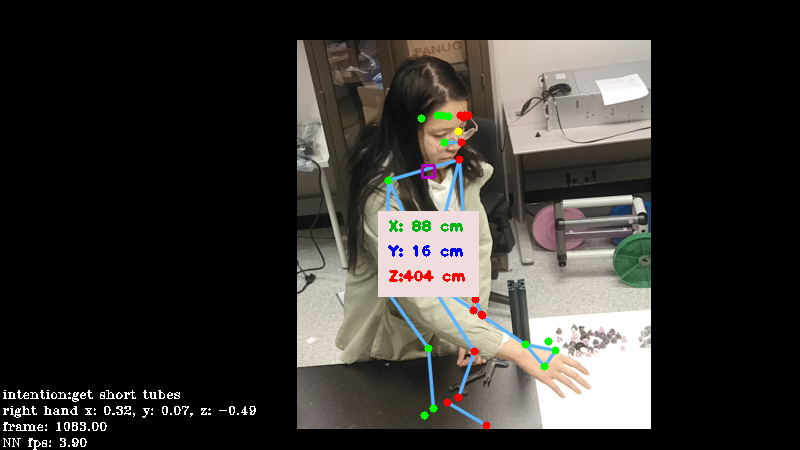 FANUC
X: 88 cm
Y: 16 cm
Z:404 cm
intention:get short tubes
right hand x: 0.32, y: 0.07, z: -0.49
frame: 1083.00
NN fps: 3.90